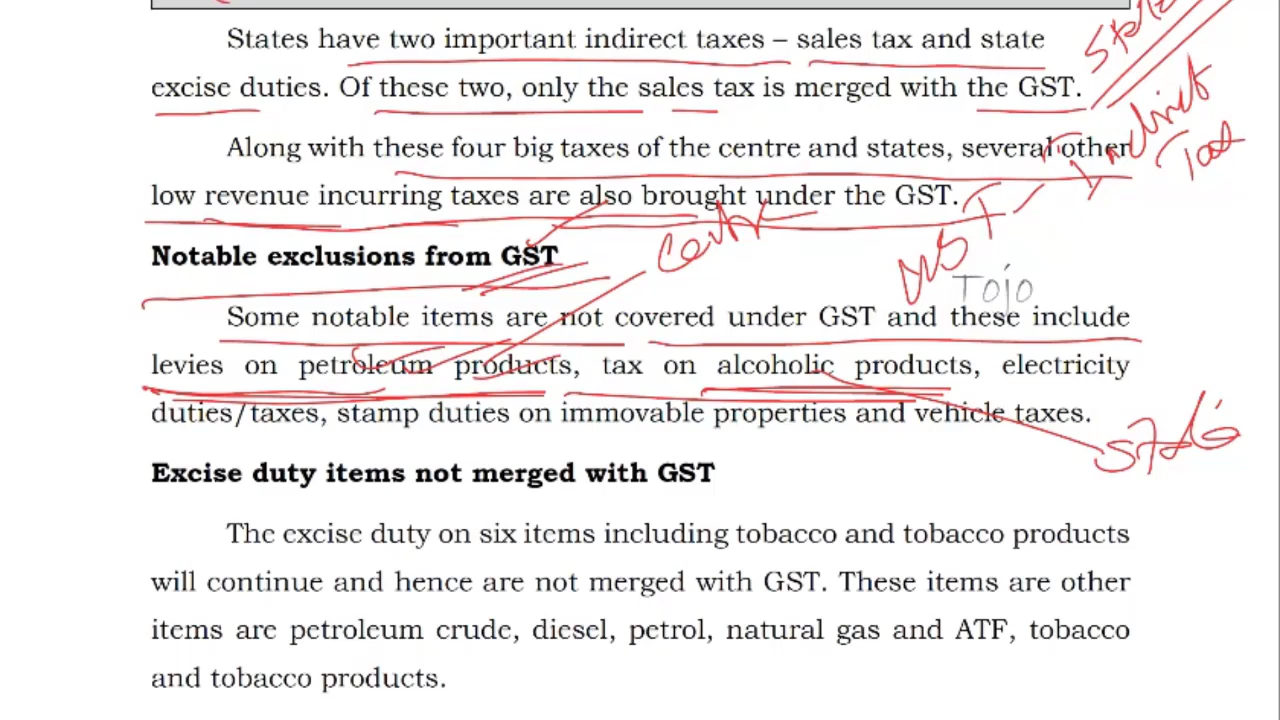 States have two important indirect taxes – sales tax and state
excise duties. Of these two, only the sales tax is merged with the GST.
Along with these four big taxes of the centre and states, several other
low revenue incurring taxes are also brought under the GST.
Notable exclusions from GST
Tojo
Some notable items are not covered under GST and these include
levies on petroleum products, tax on alcoholic products, electricity
duties/taxes, stamp duties on immovable properties and vehicle taxes.
Excise duty items not merged with GST
The excise duty on six items including tobacco and tobacco products
will continue and hence are not merged with GST. These items are other
items are petroleum crude, diesel, petrol, natural gas and ATF, tobacco
and tobacco products.